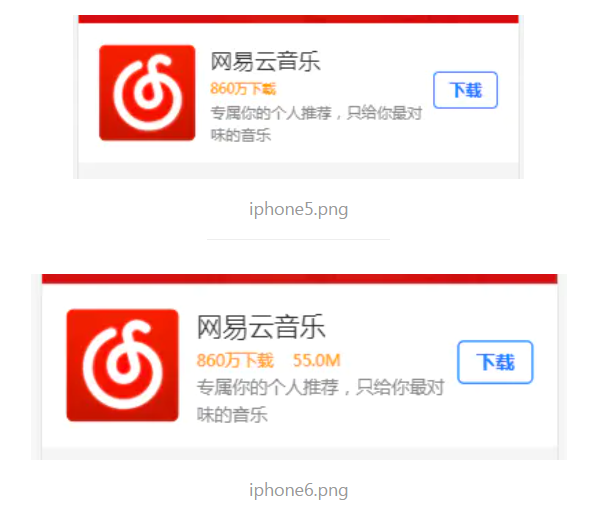 网易云音乐
860万下载
下载
专属你的个人推荐，只给你最对
味的音乐
iphone5.png
网易云音乐
860万下载 55.0M
下载
专属你的个人推荐，只给你最对
味的音乐
iphone6.png